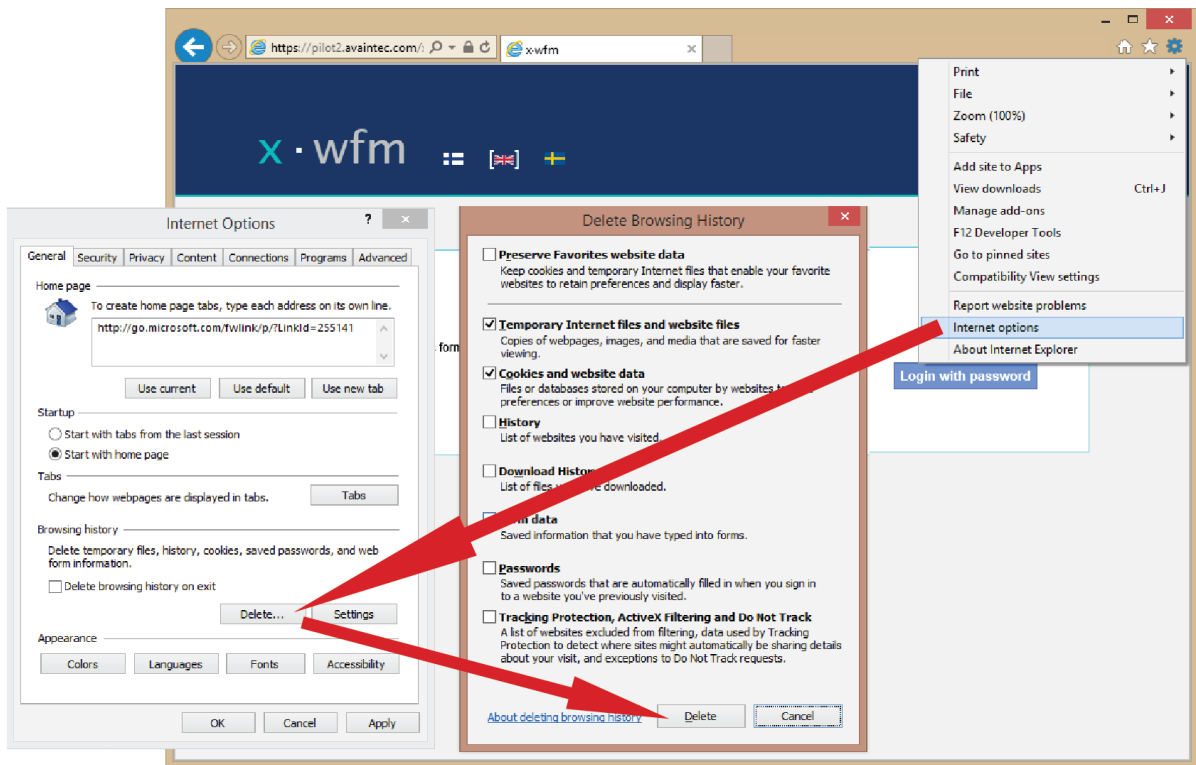 https://pilot2.avaintec.com/
x-wfm
Print
File
Zoom (100%)
Safety
Add site to Apps
View downloads Ctrl+J
Manage add-ons
F12 Developer Tools
Go to pinned sites
Compatibility View settings
Report website problems
Internet options
About Internet Explorer
x · wfm
[ ]
Login with password
form
Internet Options
?
General Security Privacy Content Connections Programs Advanced
Home page
To create home page tabs, type each address on its own line.
http://go.microsoft.com/fwlink/p/?LinkId=255141
Use current Use default Use new tab
Startup
Start with tabs from the last session
Start with home page
Tabs
Change how webpages are displayed in tabs. Tabs
Browsing history
Delete temporary files, history, cookies, saved passwords, and web
form information.
Delete browsing history on exit
Delete... Settings
Appearance
Colors Languages Fonts Accessibility
OK Cancel Apply
Delete Browsing History
Preserve Favorites website data
Keep cookies and temporary Internet files that enable your favorite
websites to retain preferences and display faster.
Temporary Internet files and website files
Copies of webpages, images, and media that are saved for faster
viewing.
Cookies and website data
Files or databases stored on your computer by websites
preferences or improve website performance.
History
List of websites you have visited.
Download
List of files downloaded.
data
Saved information that you have typed into forms.
Passwords
Saved passwords that are automatically filled in when you sign in
to a website you've previously visited.
Tracking Protection, ActiveX Filtering and Do Not Track
A list of websites excluded from filtering, data used by Tracking
Protection to detect where sites might automatically be sharing details
about your visit, and exceptions to Do Not Track requests.
About deleting browsing history Delete Cancel